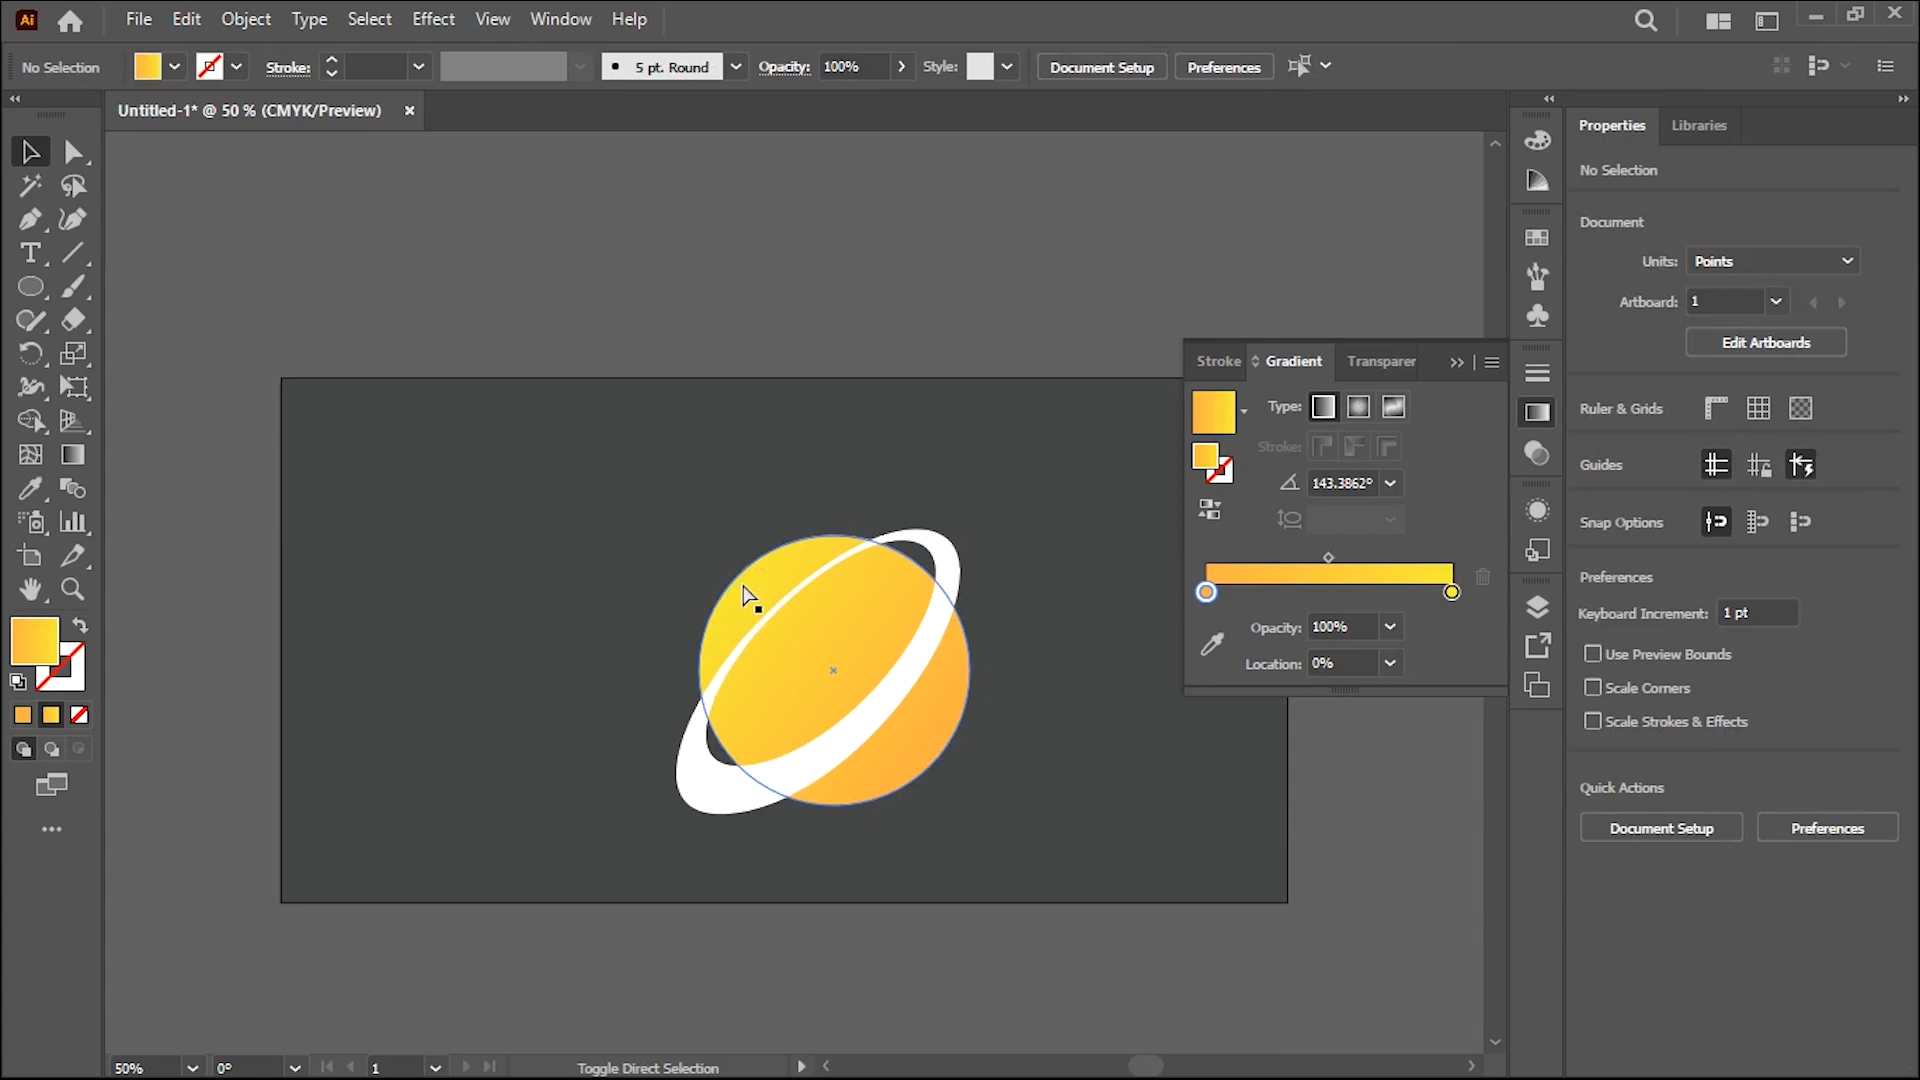 Ai File Edit Object Type Select Effect View Window Help
No Selection Stroke: 5 pt. Round Opacity: 100% Style: Document Setup Preferences
Untitled-1* @ 50 % (CMYK/Preview)
Properties Libraries
No Selection
Document
Units: Points
Artboard: 1
Edit Artboards
Stroke Gradient Transparer
Type:
Stroke:
143.3862°
Opacity: 100%
Location: 0%
Ruler & Grids
Guides
Snap Options
Preferences
Keyboard Increment: 1 pt
Use Preview Bounds
Scale Corners
Scale Strokes & Effects
Quick Actions
Document Setup Preferences
50% 0° 1 Toggle Direct Selection